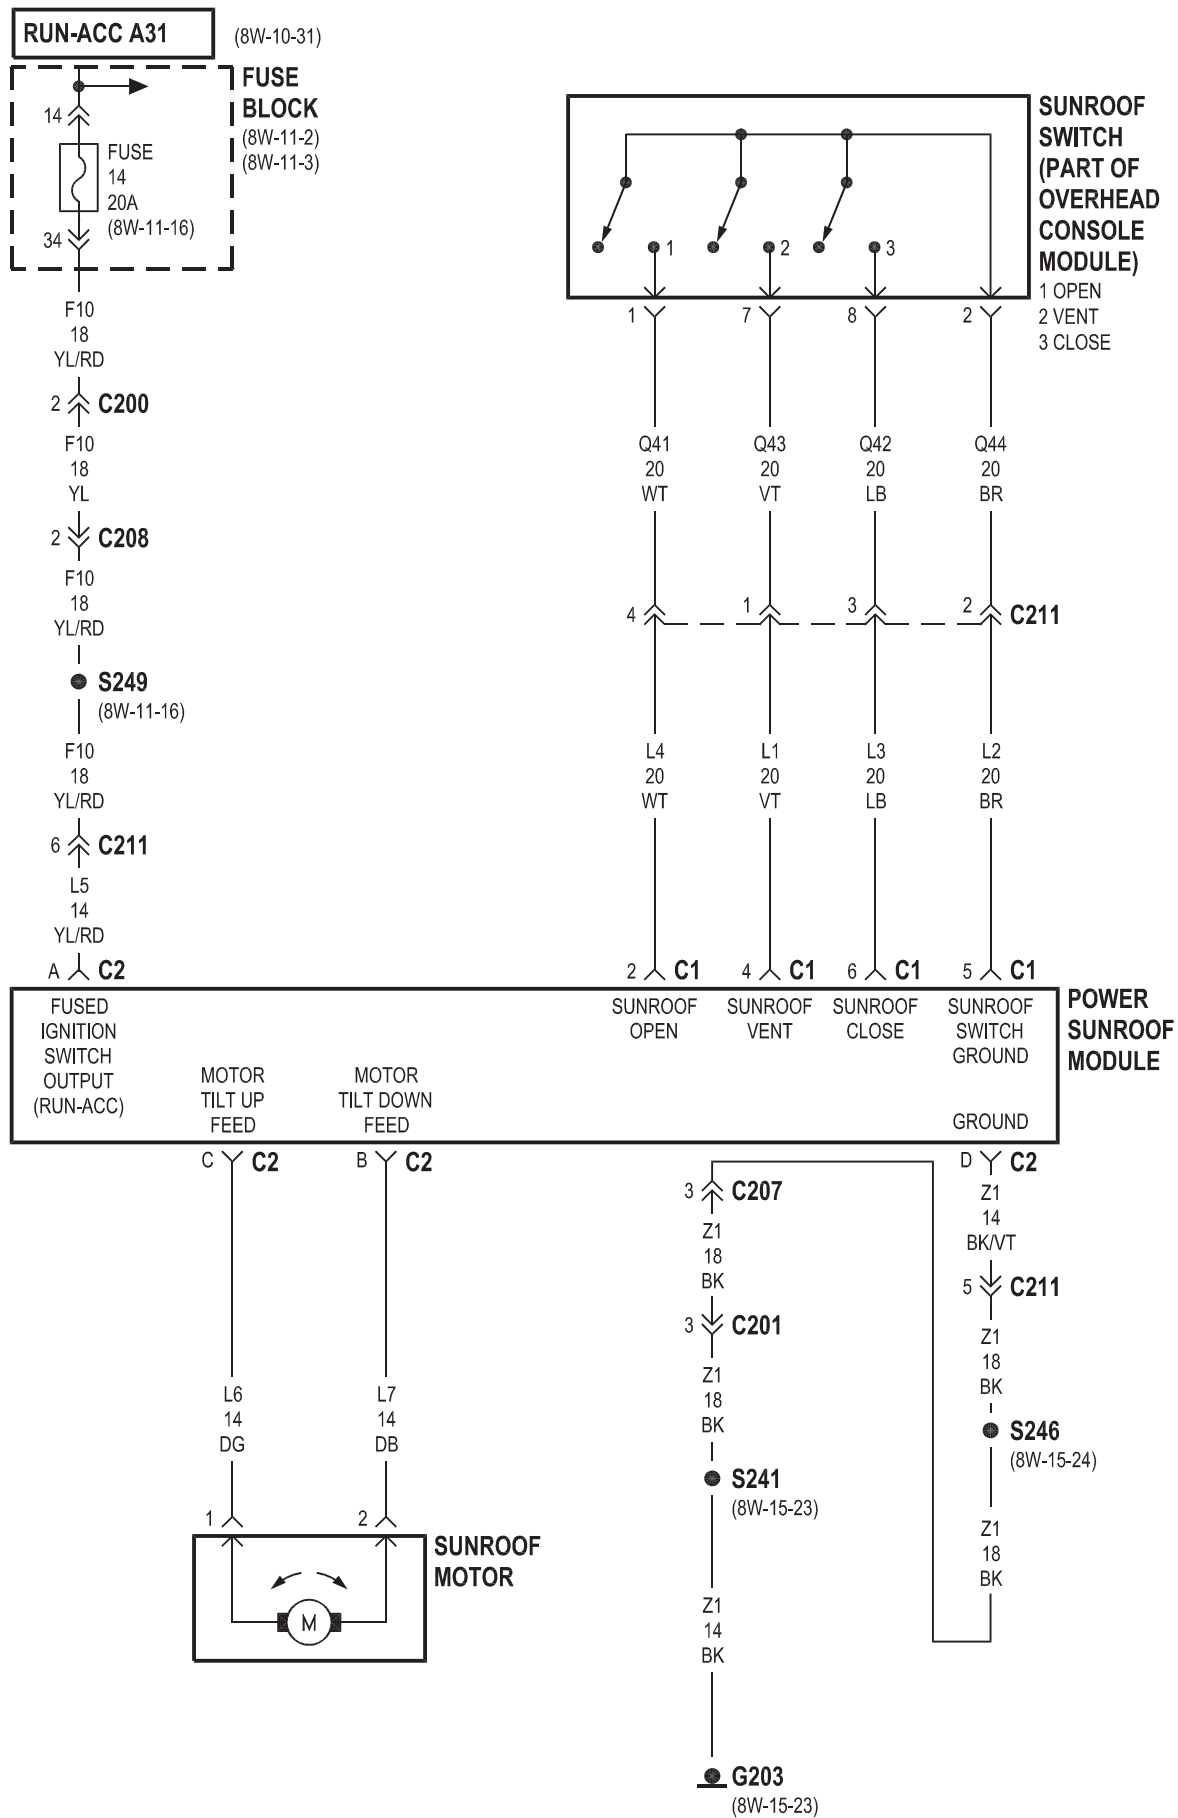 RUN-ACC A31
(8W-10-31)
FUSE
BLOCK
(8W-11-2)
(8W-11-3)
14
FUSE
14
20A
(8W-11-16)
34
F10
18
YL/RD
2
C200
F10
18
YL
2
C208
F10
18
YL/RD
S249
(8W-11-16)
F10
18
YL/RD
6
C211
L5
14
YL/RD
A
C2
SUNROOF
SWITCH
(PART OF
OVERHEAD
CONSOLE
MODULE)
1 OPEN
2 VENT
3 CLOSE
1
2
3
1
7
8
2
Q41
20
WT
Q43
20
VT
Q42
20
LB
Q44
20
BR
4
1
3
2
C211
L4
20
WT
L1
20
VT
L3
20
LB
L2
20
BR
2
C1
4
C1
6
C1
5
C1
FUSED
IGNITION
SWITCH
OUTPUT
(RUN-ACC)
SUNROOF
OPEN
SUNROOF
VENT
SUNROOF
CLOSE
SUNROOF
SWITCH
GROUND
POWER
SUNROOF
MODULE
MOTOR
TILT UP
FEED
MOTOR
TILT DOWN
FEED
GROUND
C
C2
B
C2
D
C2
L6
14
DG
L7
14
DB
1
2
SUNROOF
MOTOR
M
Z1
14
BK/VT
5
C211
Z1
18
BK
S246
(8W-15-24)
Z1
18
BK
3
C207
Z1
18
BK
3
C201
Z1
18
BK
S241
(8W-15-23)
Z1
14
BK
G203
(8W-15-23)